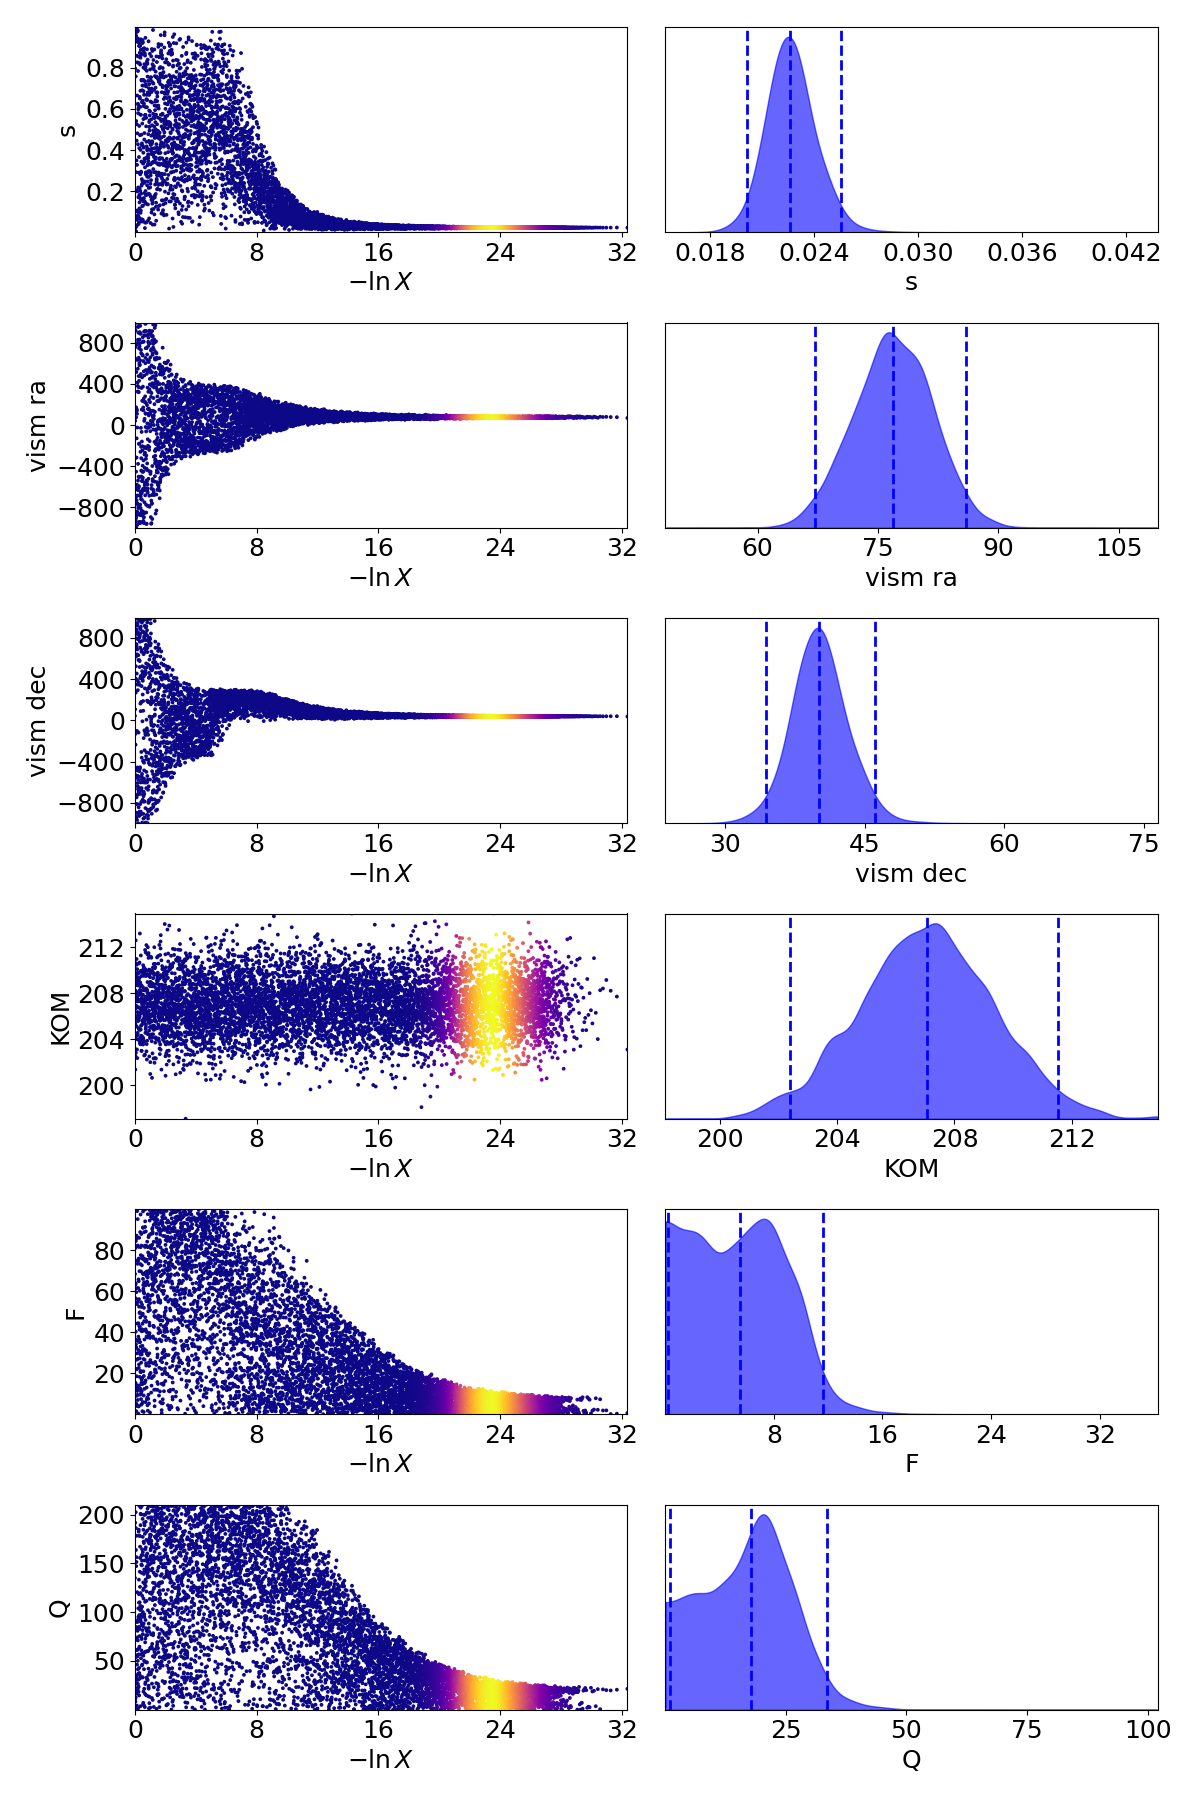 0.8
0.6
0.4
0.2
s
0 8 16 24 32
−ln X
0.018 0.024 0.030 0.036 0.042
s
800
400
0
−400
−800
vism ra
0 8 16 24 32
−ln X
60 75 90 105
vism ra
800
400
0
−400
−800
vism dec
0 8 16 24 32
−ln X
30 45 60 75
vism dec
212
208
204
200
KOM
0 8 16 24 32
−ln X
200 204 208 212
KOM
80
60
40
20
F
0 8 16 24 32
−ln X
8 16 24 32
F
200
150
100
50
Q
0 8 16 24 32
−ln X
25 50 75 100
Q